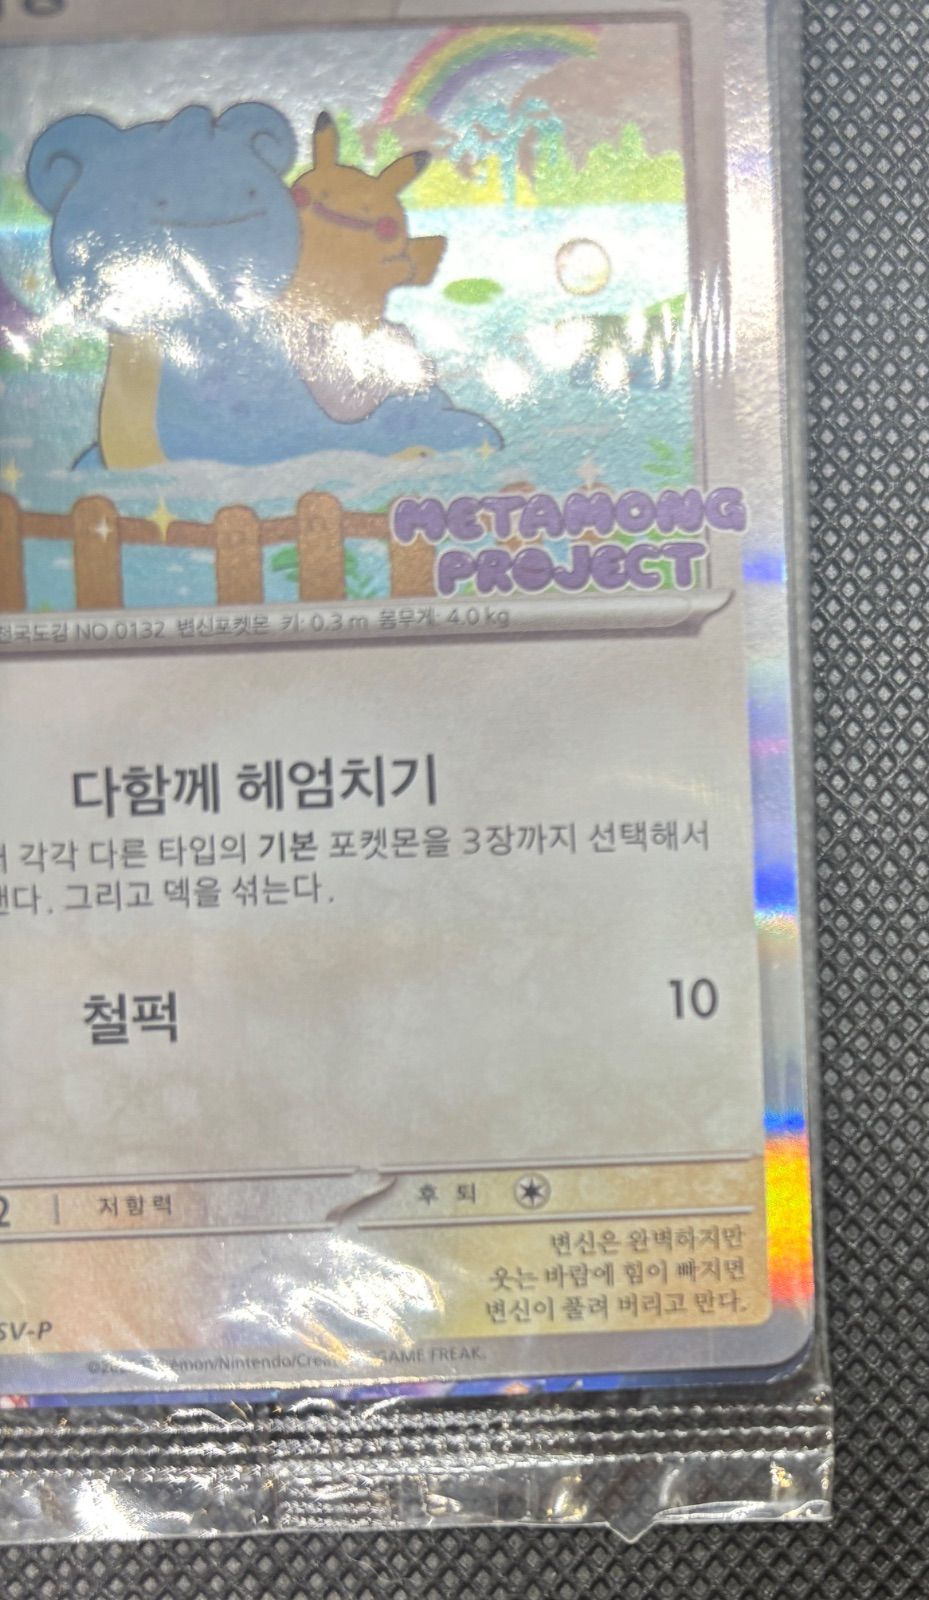 METAMONG
PROJECT
전국도감 NO.0132 변신포켓몬 키: 0.3 m 몸무게: 4.0 kg
다함께 헤엄치기
각각 다른 타입의 기본 포켓몬을 3장까지 선택해서
그리고 덱을 섞는다.
철퍽 10
2 저항력 후퇴
변신은 완벽하지만
웃는 바람에 힘이 빠지면
변신이 풀려 버리고 만다.
SV-P
Pokémon/Nintendo/ GAME FREAK.